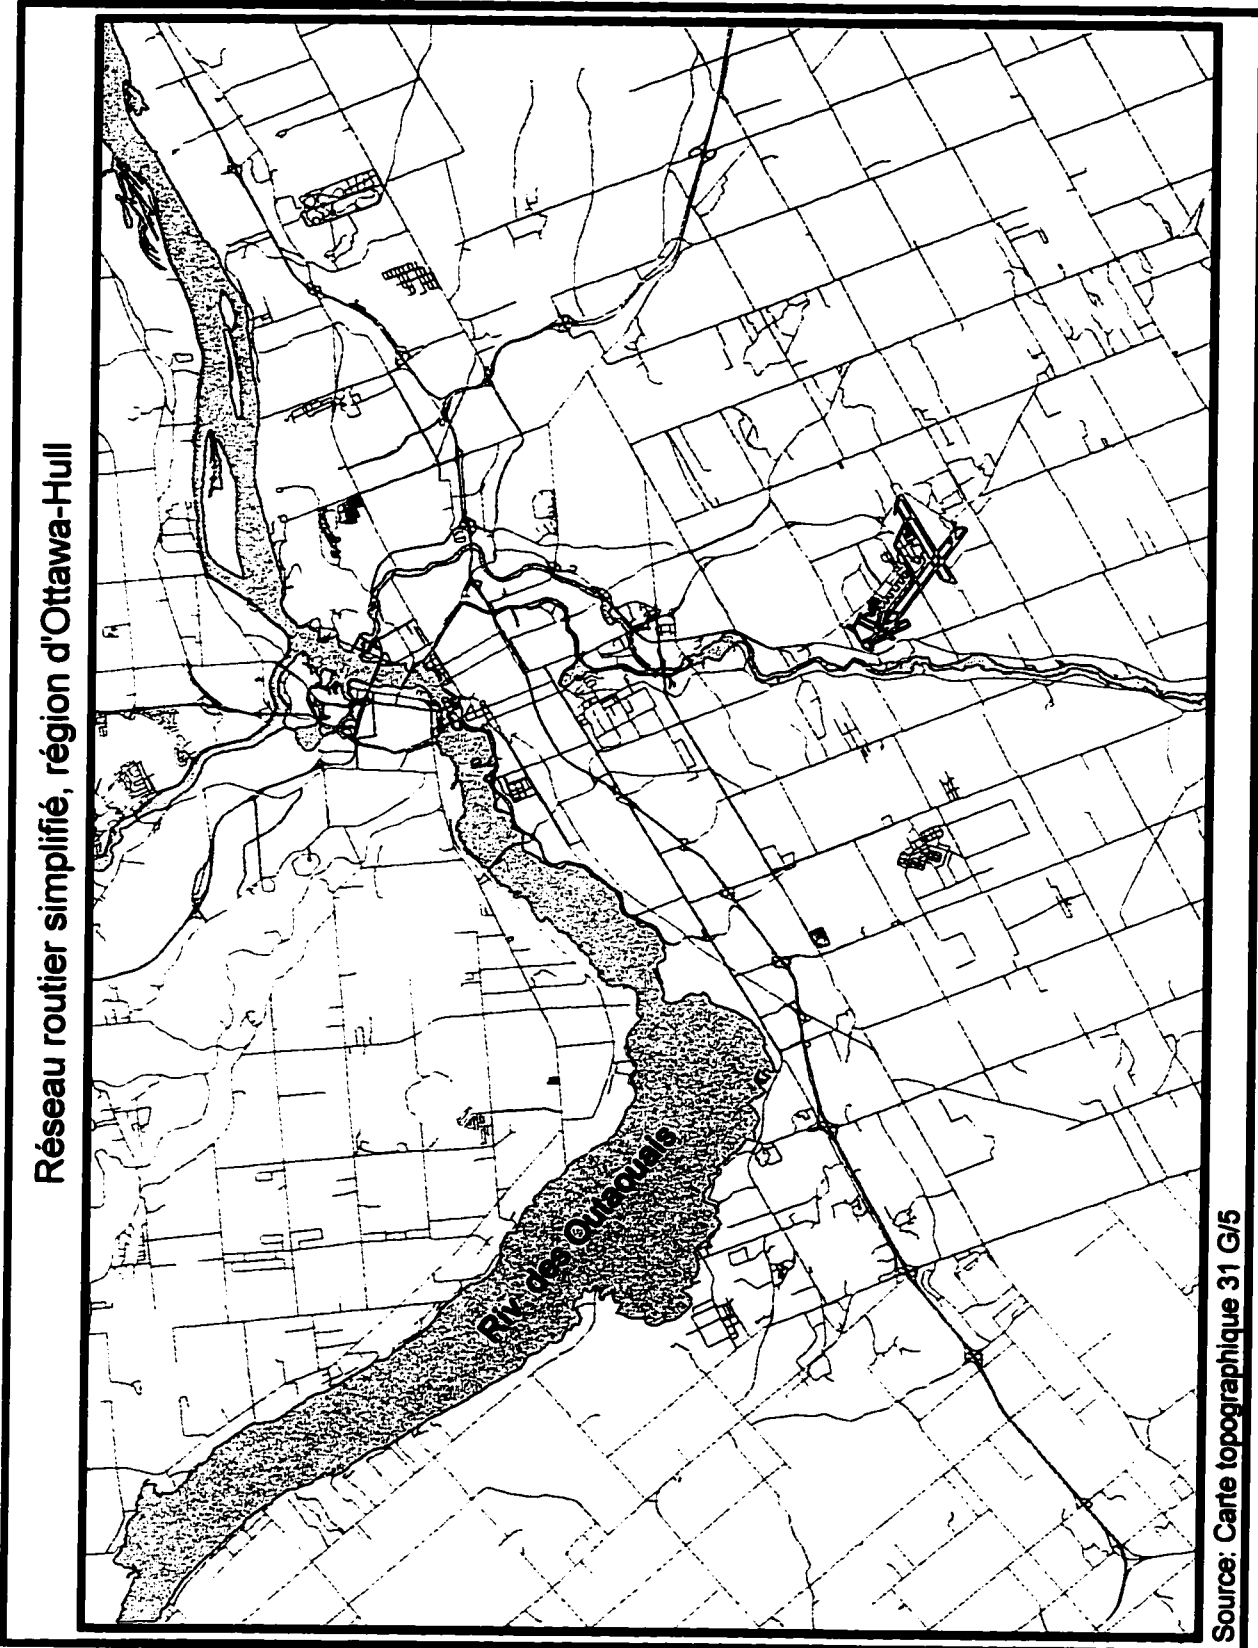 Réseau routier simplifié, région d'Ottawa-Hull
Riv. des Outaouais
Source: Carte topographique 31 G/5